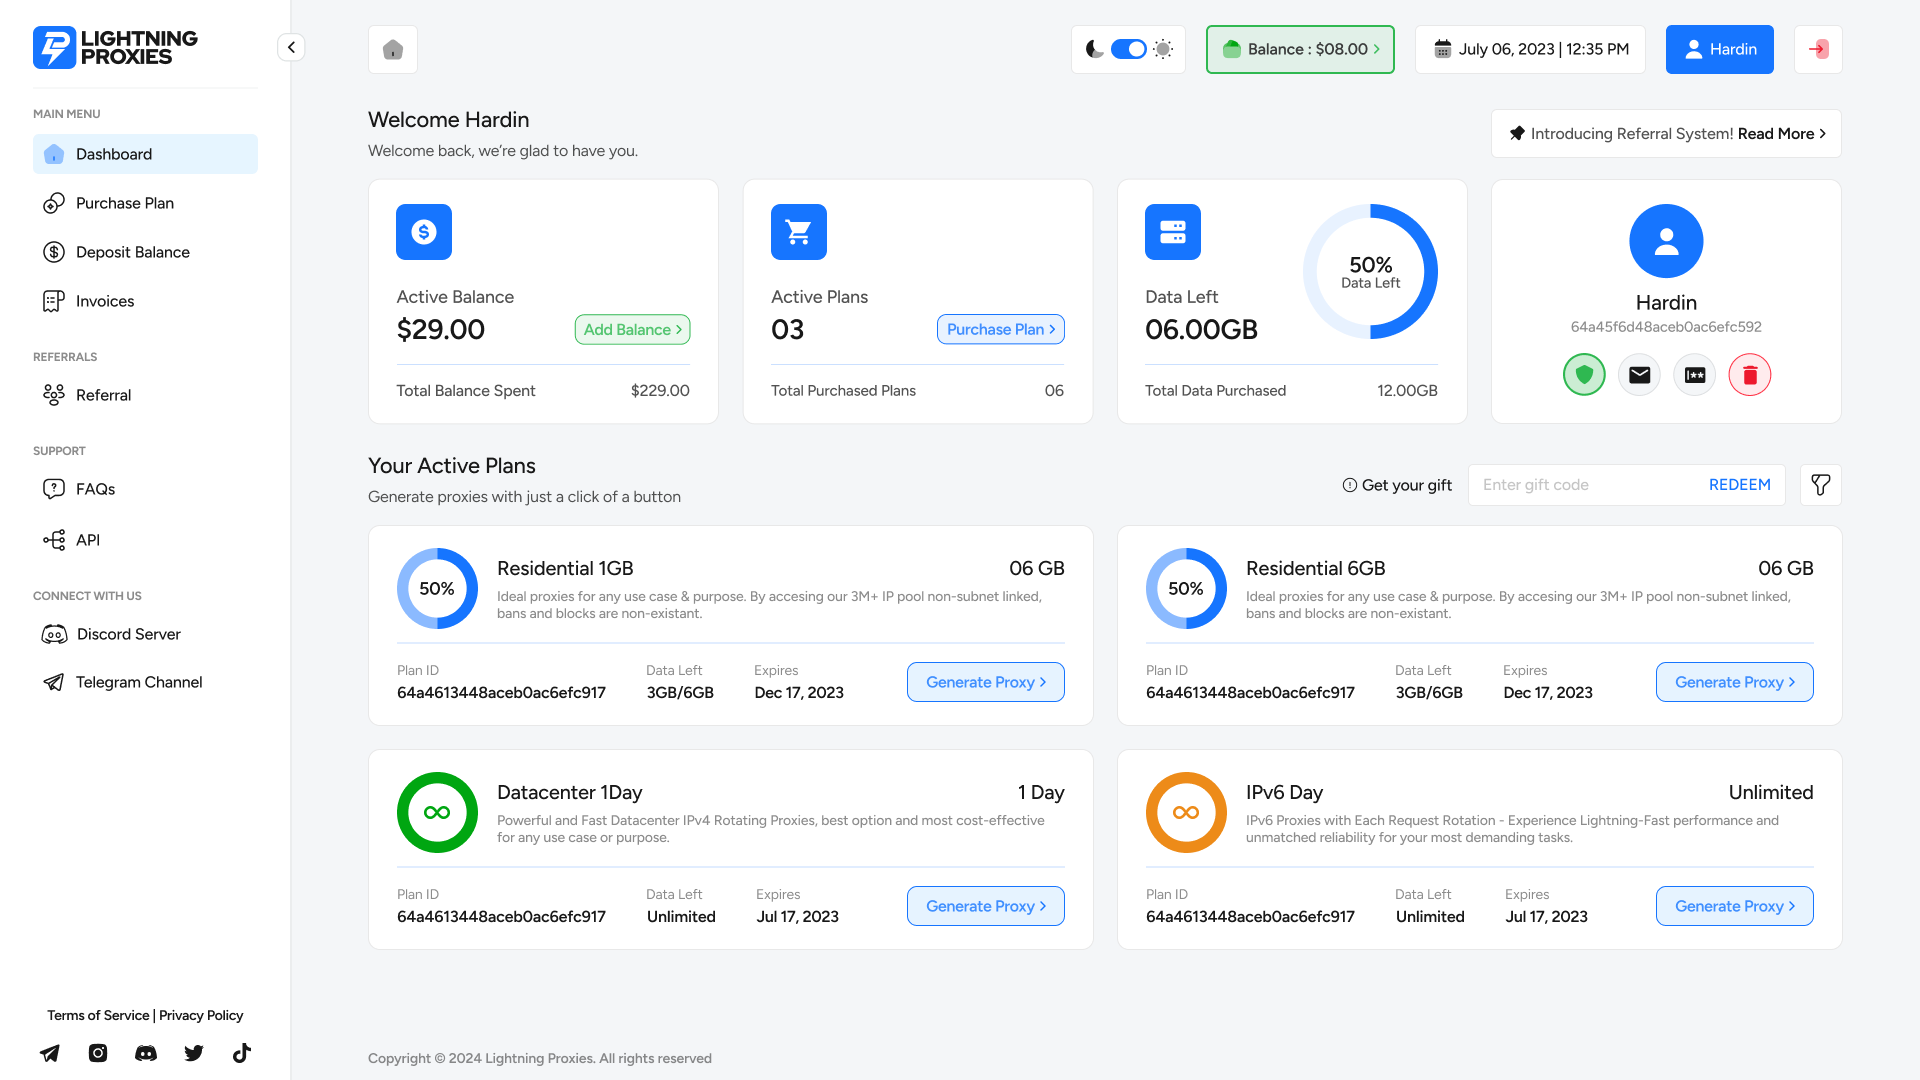 LIGHTNING
PROXIES
MAIN MENU
Dashboard
Purchase Plan
Deposit Balance
Invoices
REFERRALS
Referral
SUPPORT
FAQs
API
CONNECT WITH US
Discord Server
Telegram Channel
Terms of Service | Privacy Policy
Balance : $08.00
July 06, 2023 | 12:35 PM
Hardin
Welcome Hardin
Welcome back, we’re glad to have you.
Introducing Referral System! Read More
Active Balance
$29.00
Add Balance
Total Balance Spent $229.00
Active Plans
03
Purchase Plan
Total Purchased Plans 06
Data Left
06.00GB
50%
Data Left
Total Data Purchased 12.00GB
Hardin
64a45f6d48aceb0ac6efc592
Your Active Plans
Generate proxies with just a click of a button
Get your gift
Enter gift code
REDEEM
50%
Residential 1GB 06 GB
Ideal proxies for any use case & purpose. By accesing our 3M+ IP pool non-subnet linked,
bans and blocks are non-existant.
Plan ID Data Left Expires
64a4613448aceb0ac6efc917 3GB/6GB Dec 17, 2023
Generate Proxy
50%
Residential 6GB 06 GB
Ideal proxies for any use case & purpose. By accesing our 3M+ IP pool non-subnet linked,
bans and blocks are non-existant.
Plan ID Data Left Expires
64a4613448aceb0ac6efc917 3GB/6GB Dec 17, 2023
Generate Proxy
Datacenter 1Day 1 Day
Powerful and Fast Datacenter IPv4 Rotating Proxies, best option and most cost-effective
for any use case or purpose.
Plan ID Data Left Expires
64a4613448aceb0ac6efc917 Unlimited Jul 17, 2023
Generate Proxy
IPv6 Day Unlimited
IPv6 Proxies with Each Request Rotation - Experience Lightning-Fast performance and
unmatched reliability for your most demanding tasks.
Plan ID Data Left Expires
64a4613448aceb0ac6efc917 Unlimited Jul 17, 2023
Generate Proxy
Copyright © 2024 Lightning Proxies. All rights reserved